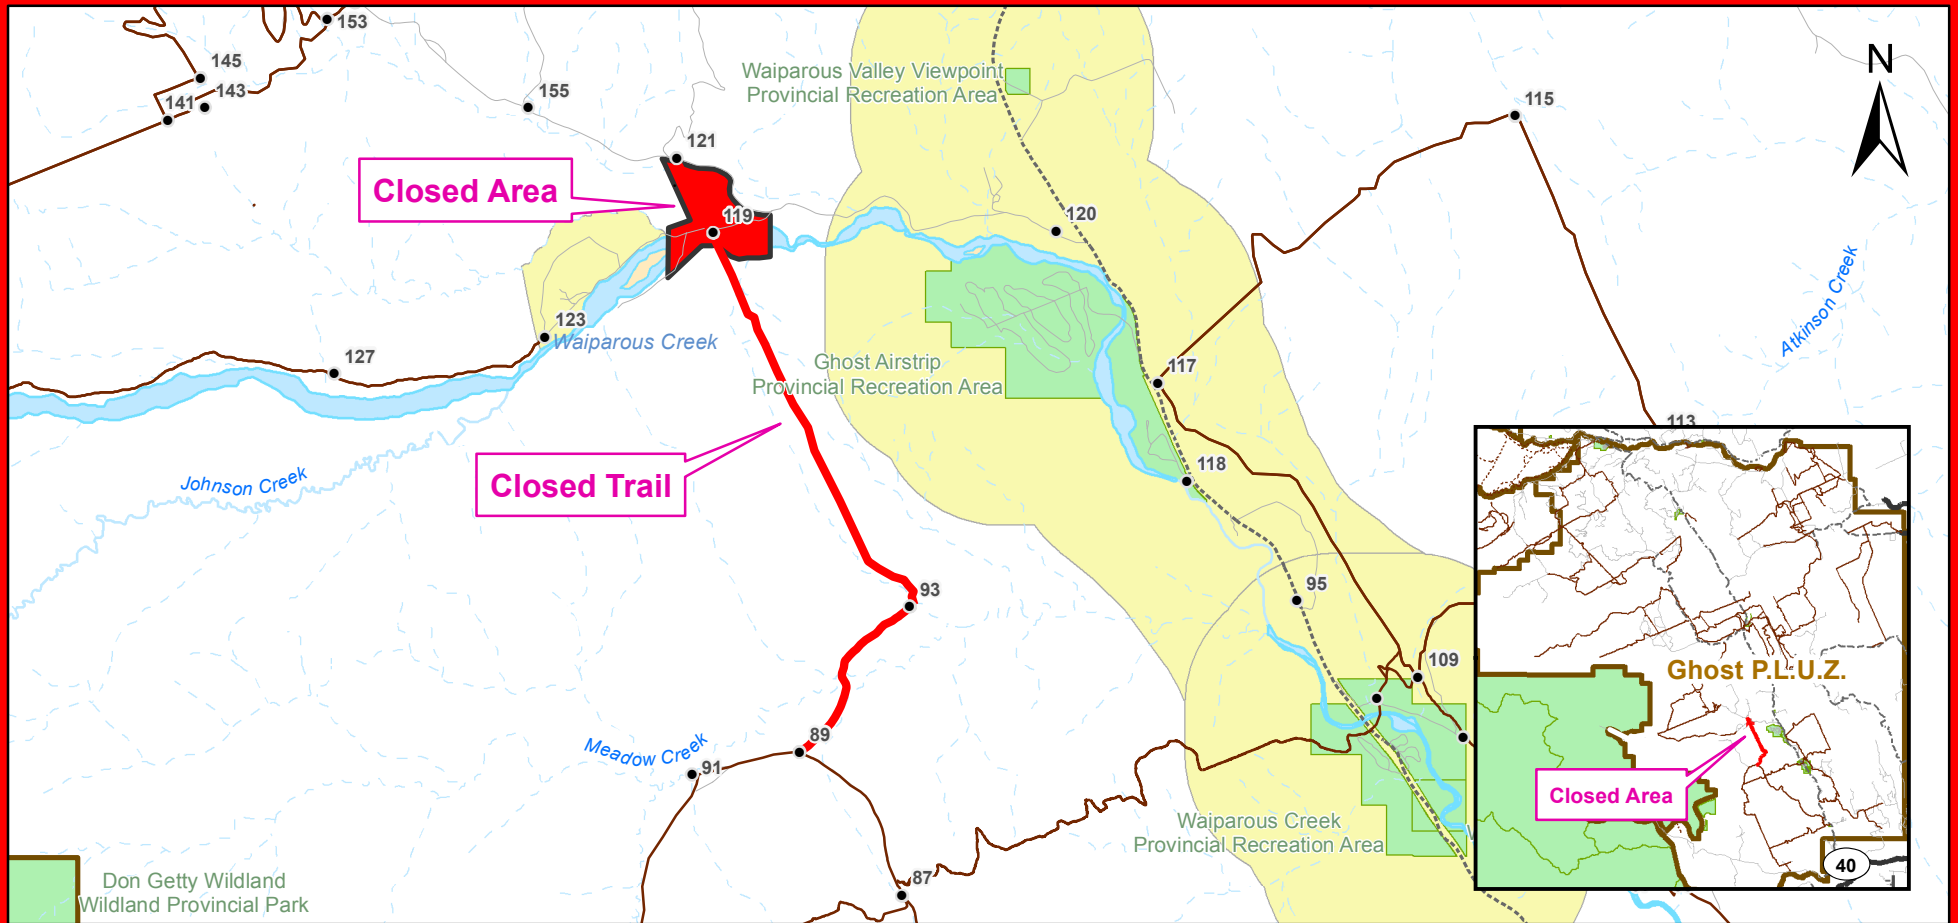 153
145
143
141
155
121
Waiparous Valley Viewpoint
Provincial Recreation Area
115
N
Closed Area
119
120
Atkinson Creek
123
Waiparous Creek
127
Ghost Airstrip
Provincial Recreation Area
117
113
118
Johnson Creek
Closed Trail
95
93
109
Ghost P.L.U.Z.
89
Meadow Creek
91
Closed Area
Waiparous Creek
Provincial Recreation Area
W
40
87
Don Getty Wildland
Wildland Provincial Park